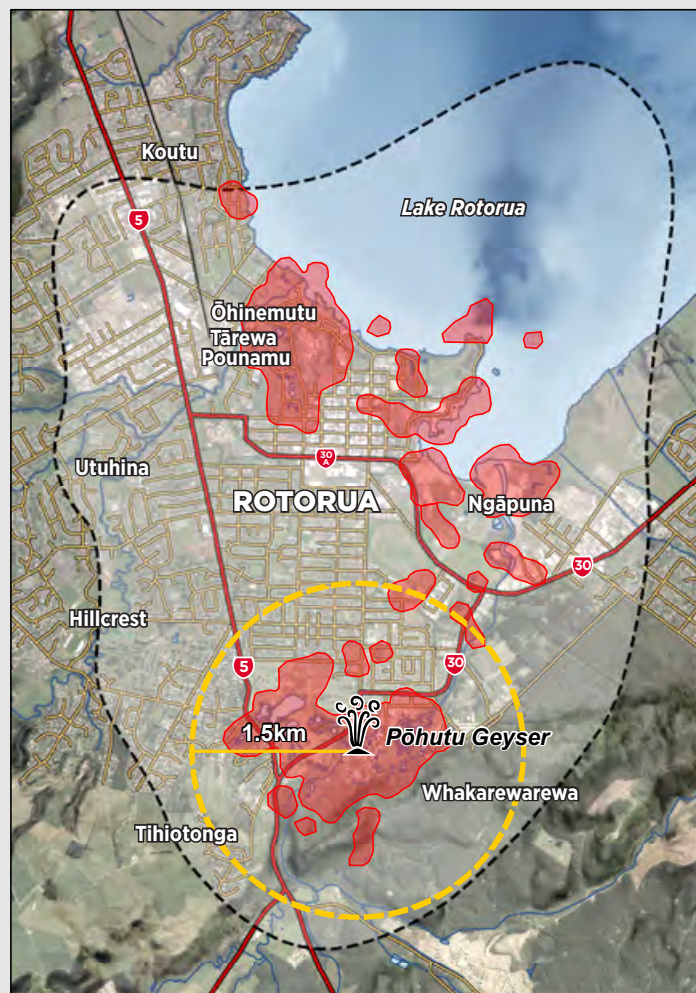 Koutu
Lake Rotorua
5
Ōhinemutu
Tārewa
Pounamu
30
A
Utuhina
ROTORUA
Ngāpuna
30
Hillcrest
5
30
1.5km
Pōhutu Geyser
Whakarewarewa
Tihiotonga